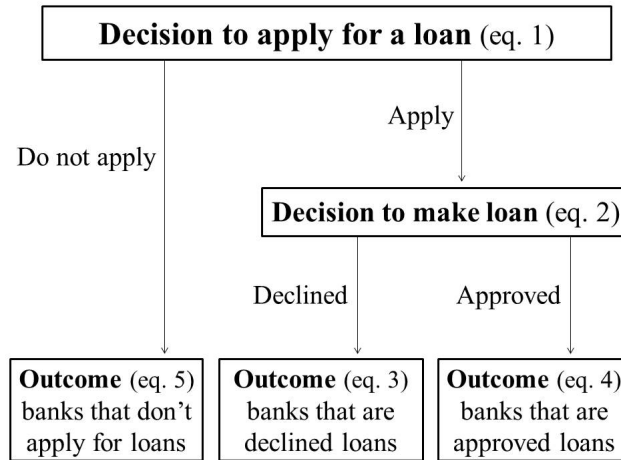 Decision to apply for a loan (eq. 1)
Apply
Do not apply
Decision to make loan (eq. 2)
Declined
Approved
Outcome (eq. 5)
banks that don't
apply for loans
Outcome (eq. 3)
banks that are
declined loans
Outcome (eq. 4)
banks that are
approved loans